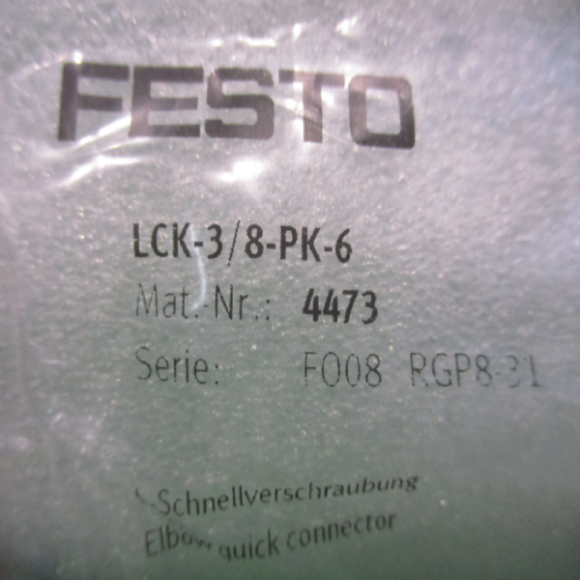 FESTO
LCK-3/8-PK-6
Mat.-Nr.: 4473
Serie: F008 RGP8-31
L-Schnellverschraubung
Elbow quick connector